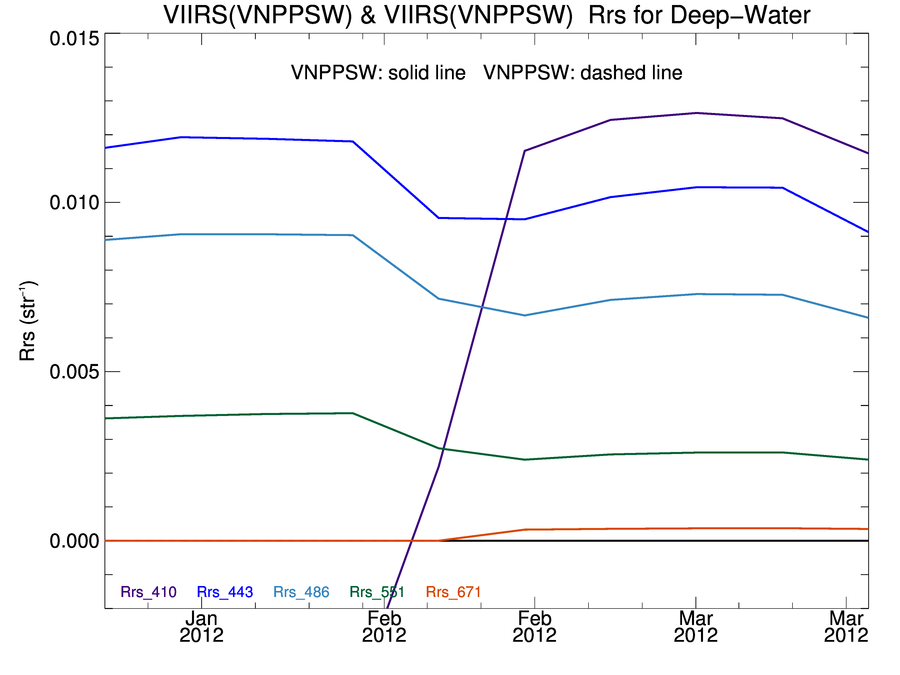 VIIRS(VNPPSW) & VIIRS(VNPPSW)  Rrs for Deep−Water
VNPPSW: solid line   VNPPSW: dashed line
0.015
0.010
0.005
0.000
Rrs (str⁻¹)
Rrs_410 Rrs_443 Rrs_486 Rrs_551 Rrs_671
Jan Feb Feb Mar Mar
2012 2012 2012 2012 2012